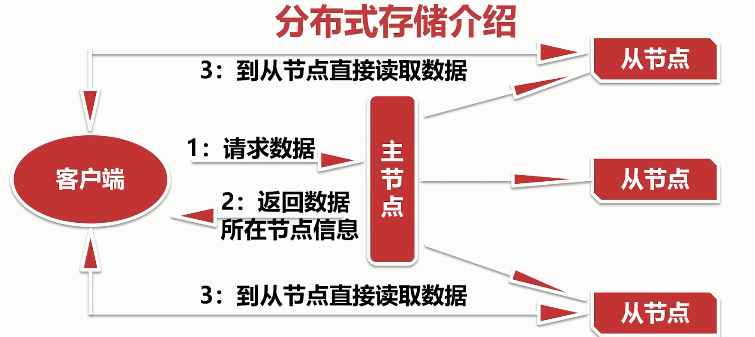 分布式存储介绍
从节点
3：到从节点直接读取数据
1：请求数据
主节点
客户端
从节点
2：返回数据
所在节点信息
3：到从节点直接读取数据
从节点